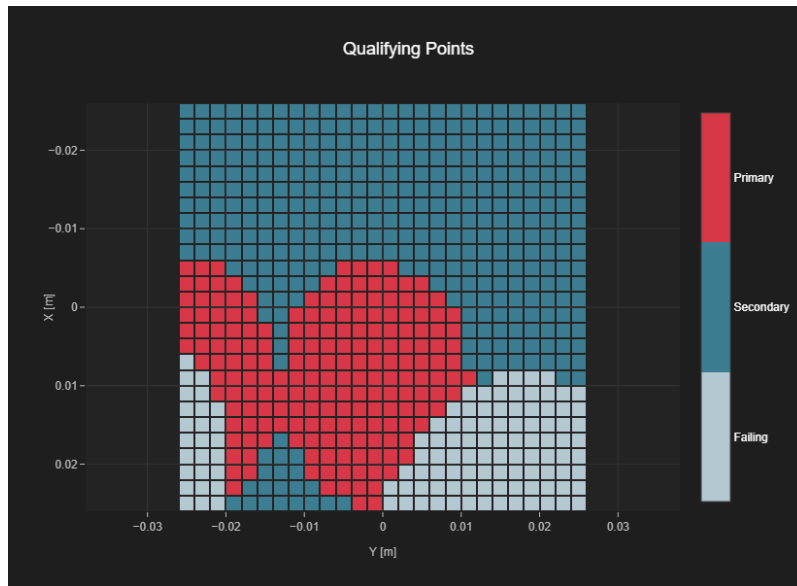 Qualifying Points
Primary
Secondary
Failing
−0.02
−0.01
0
0.01
0.02
X [m]
−0.03
−0.02
−0.01
0
0.01
0.02
0.03
Y [m]